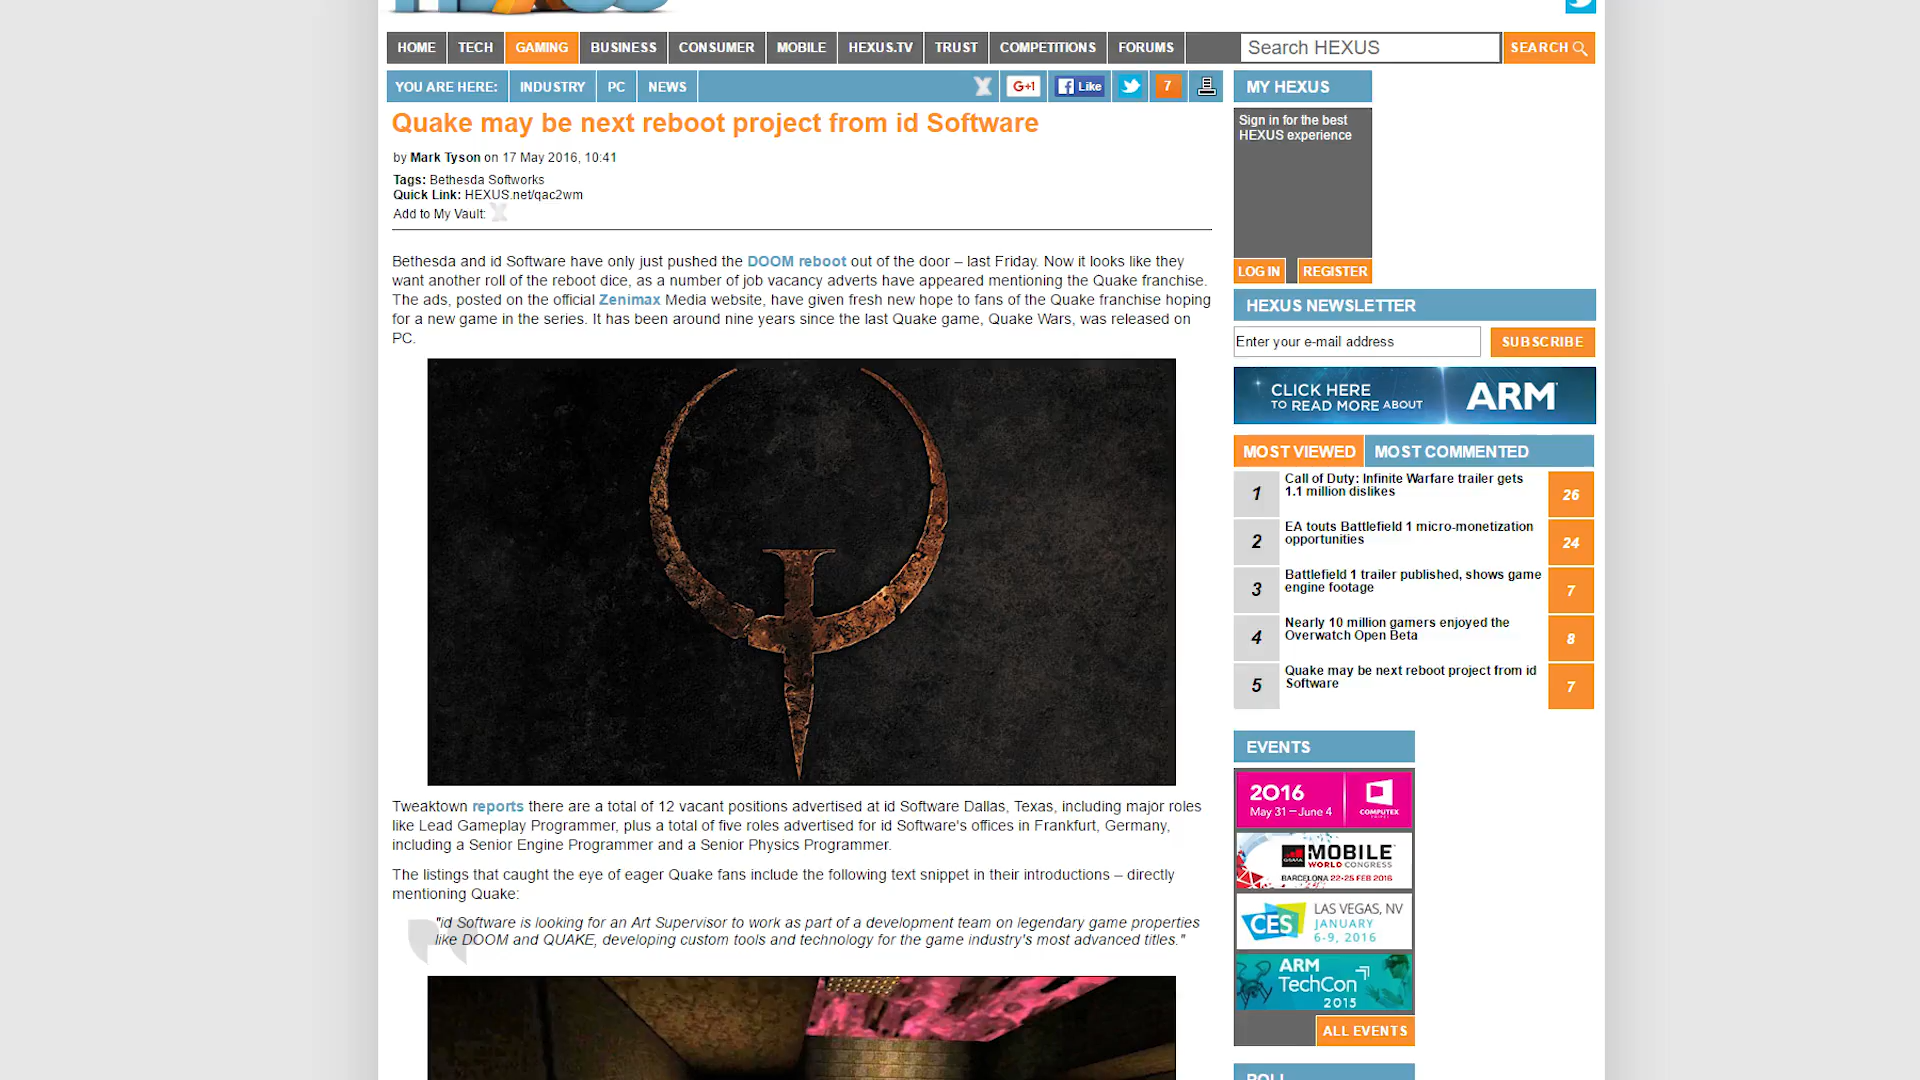 HOME TECH GAMING BUSINESS CONSUMER MOBILE HEXUS.TV TRUST COMPETITIONS FORUMS Search HEXUS SEARCH
YOU ARE HERE: INDUSTRY PC NEWS G+1 f Like 7
Quake may be next reboot project from id Software
by Mark Tyson on 17 May 2016, 10:41
Tags: Bethesda Softworks
Quick Link: HEXUS.net/qac2wm
Add to My Vault:
Bethesda and id Software have only just pushed the DOOM reboot out of the door – last Friday. Now it looks like they
want another roll of the reboot dice, as a number of job vacancy adverts have appeared mentioning the Quake franchise.
The ads, posted on the official Zenimax Media website, have given fresh new hope to fans of the Quake franchise hoping
for a new game in the series. It has been around nine years since the last Quake game, Quake Wars, was released on
PC.
Tweaktown reports there are a total of 12 vacant positions advertised at id Software Dallas, Texas, including major roles
like Lead Gameplay Programmer, plus a total of five roles advertised for id Software's offices in Frankfurt, Germany,
including a Senior Engine Programmer and a Senior Physics Programmer.
The listings that caught the eye of eager Quake fans include the following text snippet in their introductions – directly
mentioning Quake:
"id Software is looking for an Art Supervisor to work as part of a development team on legendary game properties
like DOOM and QUAKE, developing custom tools and technology for the game industry's most advanced titles."
MY HEXUS
Sign in for the best
HEXUS experience
LOG IN REGISTER
HEXUS NEWSLETTER
Enter your e-mail address SUBSCRIBE
CLICK HERE
TO READ MORE ABOUT ARM
MOST VIEWED MOST COMMENTED
1 Call of Duty: Infinite Warfare trailer gets
1.1 million dislikes 26
2 EA touts Battlefield 1 micro-monetization
opportunities 24
3 Battlefield 1 trailer published, shows game
engine footage 7
4 Nearly 10 million gamers enjoyed the
Overwatch Open Beta 8
5 Quake may be next reboot project from id
Software 7
EVENTS
2016
May 31 – June 4
COMPUTEX
MOBILE
WORLD CONGRESS
BARCELONA 22-25 FEB 2016
CES LAS VEGAS, NV
JANUARY
6-9, 2016
ARM
TechCon
2015
ALL EVENTS
POLL